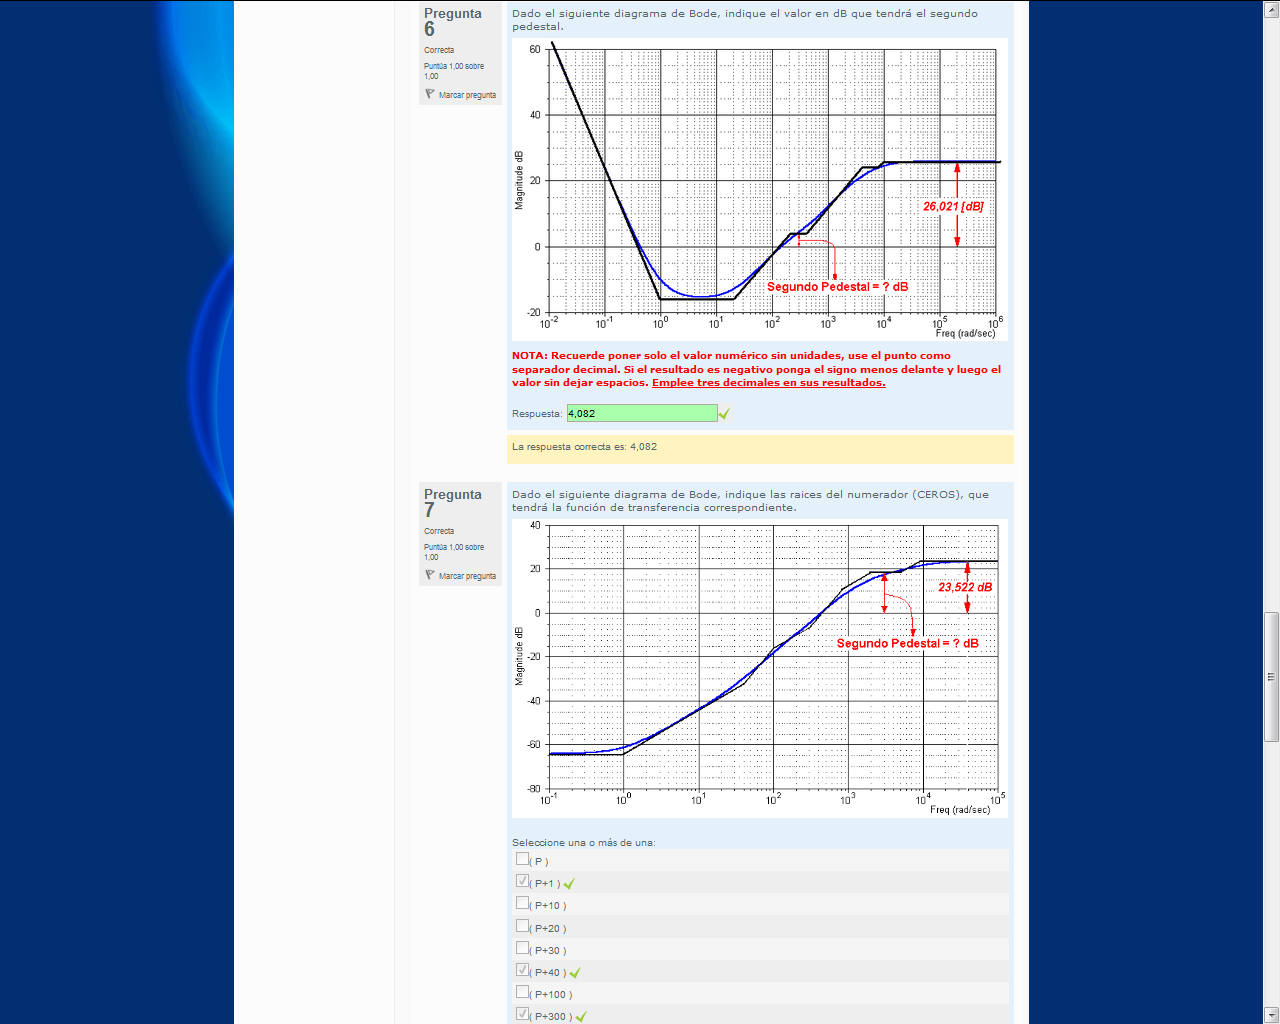 Pregunta
6
Correcta
Puntúa 1,00 sobre
1,00
Marcar pregunta
Dado el siguiente diagrama de Bode, indique el valor en dB que tendrá el segundo
pedestal.
60
40
20
0
-20
Magnitude dB
26,021 [dB]
Segundo Pedestal = ? dB
10-2 10-1 100 101 102 103 104 105 106
Freq (rad/sec)
NOTA: Recuerde poner solo el valor numérico sin unidades, use el punto como
separador decimal. Si el resultado es negativo ponga el signo menos delante y luego el
valor sin dejar espacios. Emplee tres decimales en sus resultados.
Respuesta: 4,082
La respuesta correcta es: 4,082
Pregunta
7
Correcta
Puntúa 1,00 sobre
1,00
Marcar pregunta
Dado el siguiente diagrama de Bode, indique las raices del numerador (CEROS), que
tendrá la función de transferencia correspondiente.
40
20
0
-20
-40
-60
-80
Magnitude dB
23,522 dB
Segundo Pedestal = ? dB
10-1 100 101 102 103 104 105
Freq (rad/sec)
Seleccione una o más de una:
( P )
( P+1 )
( P+10 )
( P+20 )
( P+30 )
( P+40 )
( P+100 )
( P+300 )